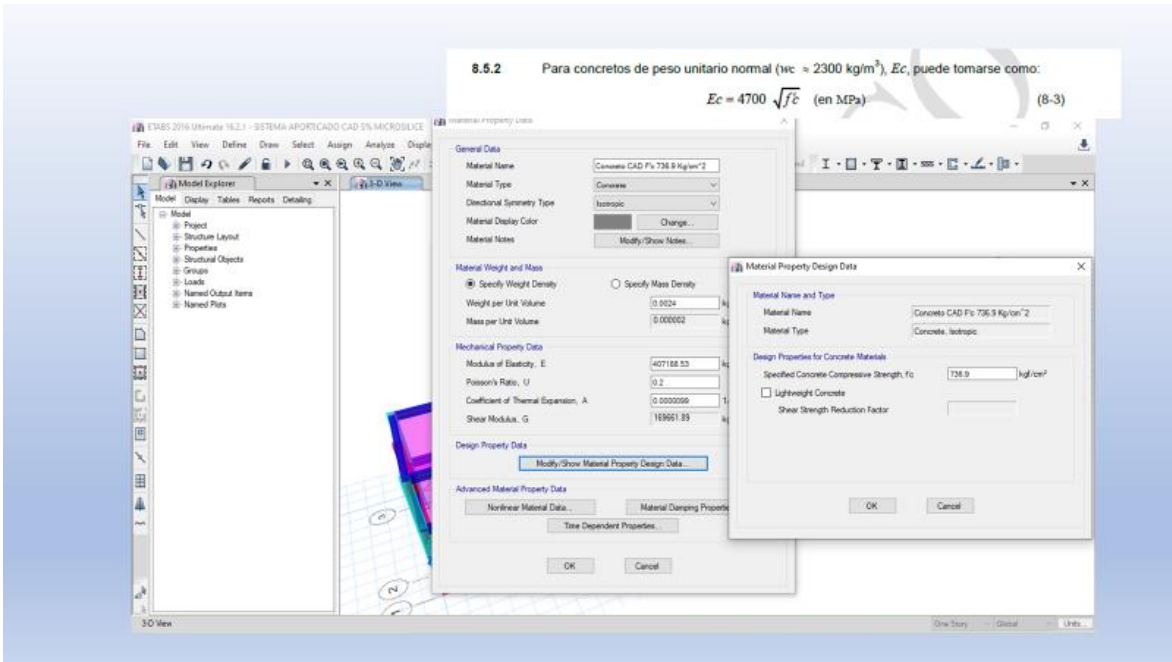 8.5.2 Para concretos de peso unitario normal (wc ≈ 2300 kg/m³), Ec, puede tomarse como:
Ec = 4700 √f'c (en MPa) (8-3)
ETABS 2016 Ultimate 16.2.1 - SISTEMA APORTICADO CAD 5% MICROSILICE
File Edit View Define Draw Select Assign Analyze Display
Model Explorer
3-D View
Model Display Tables Reports Detailing
Model
Project
Structure Layout
Properties
Structural Objects
Groups
Loads
Named Output Items
Named Plots
Material Property Data
General Data
Material Name Concreto CAD F'c 736.9 Kg/cm^2
Material Type Concrete
Directional Symmetry Type Isotropic
Material Display Color Change...
Material Notes Modify/Show Notes...
Material Weight and Mass
Specify Weight Density Specify Mass Density
Weight per Unit Volume 0.0024
Mass per Unit Volume 0.000002
Mechanical Property Data
Modulus of Elasticity, E 407188.53
Poisson's Ratio, U 0.2
Coefficient of Thermal Expansion, A 0.0000099
Shear Modulus, G 169661.89
Design Property Data
Modify/Show Material Property Design Data...
Advanced Material Property Data
Nonlinear Material Data... Material Damping Properties
Time Dependent Properties...
OK Cancel
Material Property Design Data
Material Name and Type
Material Name Concreto CAD F'c 736.9 Kg/cm^2
Material Type Concrete, Isotropic
Design Properties for Concrete Materials
Specified Concrete Compressive Strength, f'c 736.9 kgf/cm²
Lightweight Concrete
Shear Strength Reduction Factor
OK Cancel
3
2
3-D View One Story Global Units...